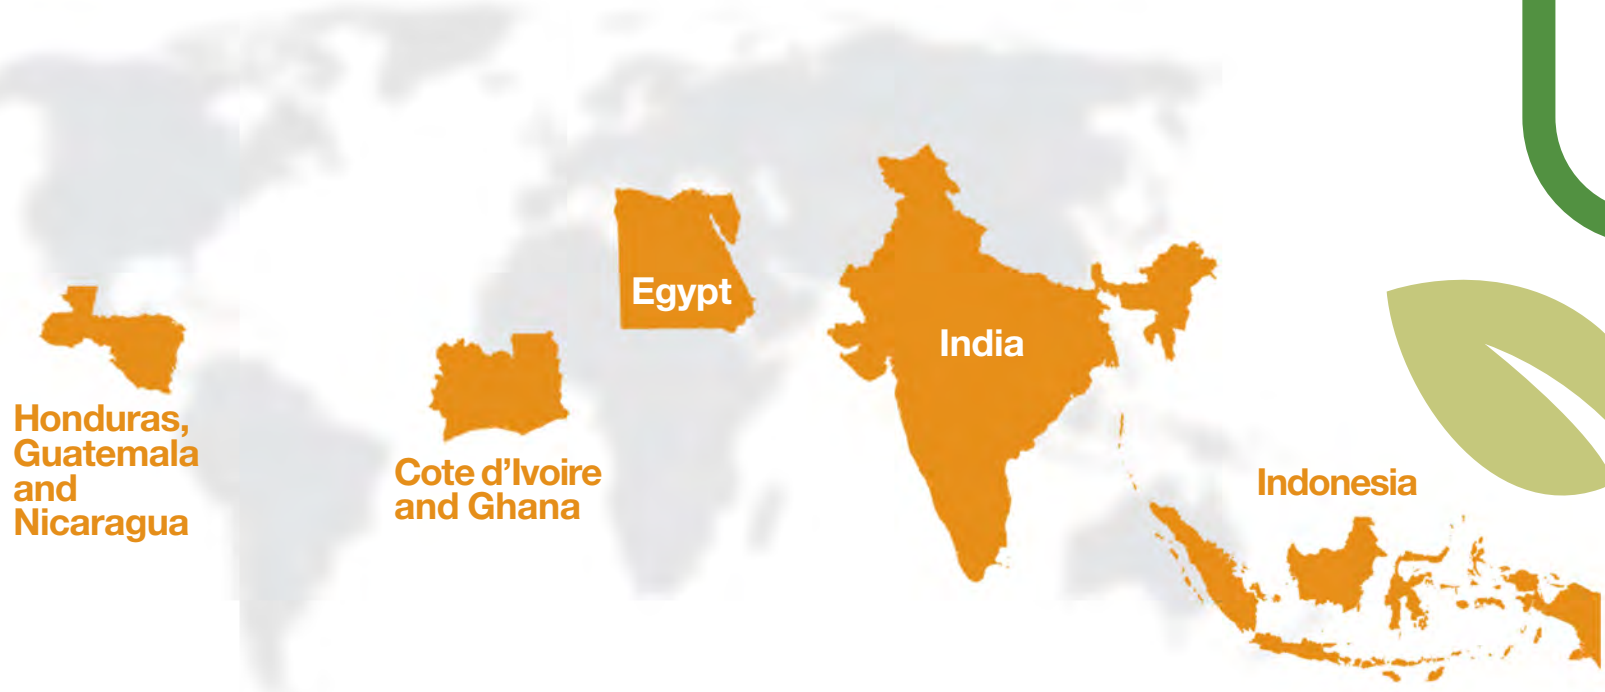 Egypt
India
Honduras,
Guatemala
and
Nicaragua
Cote d’Ivoire
and Ghana
Indonesia